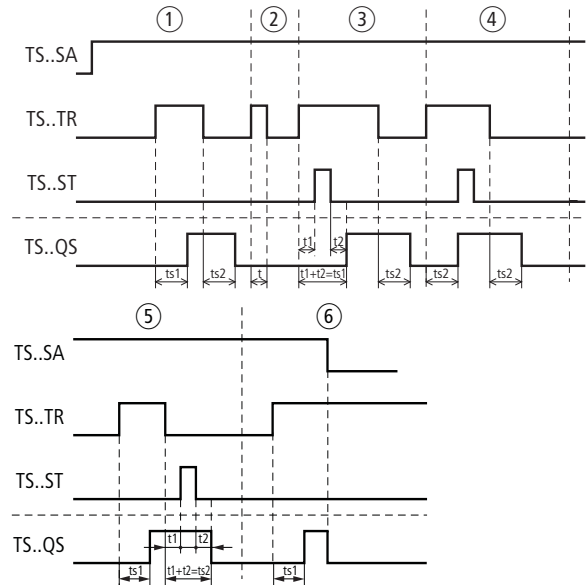 ① ② ③ ④
TS..SA
TS..TR
TS..ST
TS..QS
t1 t2
ts1 ts2 t t1+t2=ts1 ts2 ts2 ts2
⑤ ⑥
TS..SA
TS..TR
TS..ST
TS..QS
t1 t2
ts1 t1+t2=ts2 ts1